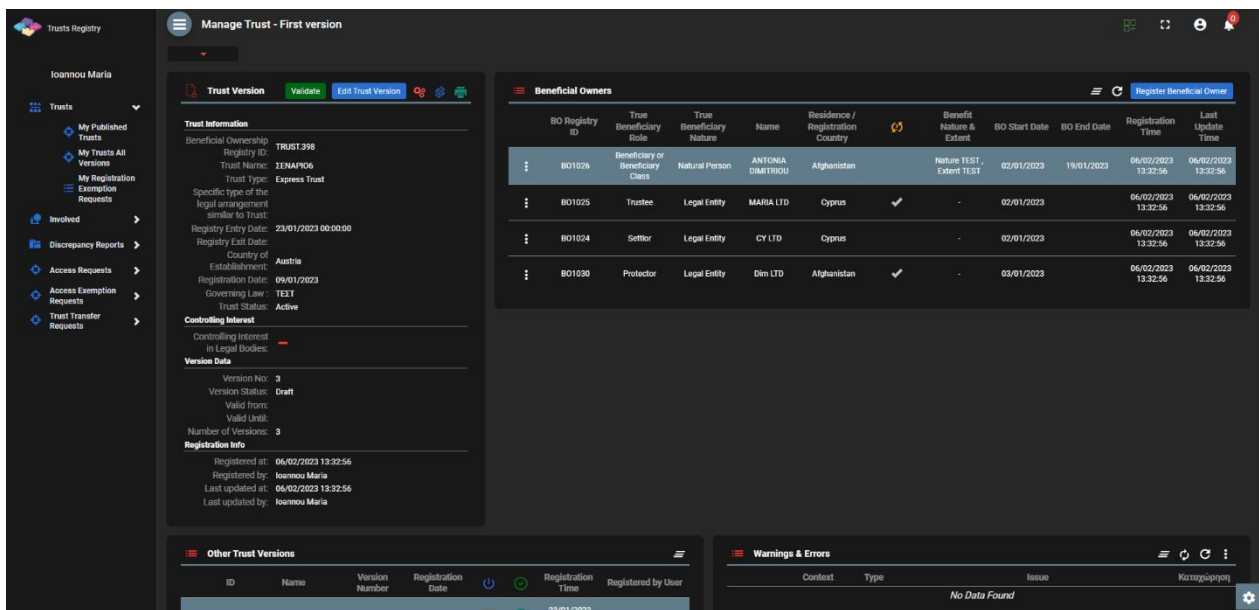 Trusts Registry
Manage Trust - First version
0
Ioannou Maria
Trusts
My Published
Trusts
My Trusts All
Versions
My Registration
Exemption
Requests
Involved
Discrepancy Reports
Access Requests
Access Exemption
Requests
Trust Transfer
Requests
Trust Version
Validate
Edit Trust Version
Trust Information
Beneficial Ownership
Registry ID: TRUST.398
Trust Name: ΣΕΝΑΡΙΟ6
Trust Type: Express Trust
Specific type of the
legal arrangement
similar to Trust:
Registry Entry Date: 23/01/2023 00:00:00
Registry Exit Date:
Country of
Establishment: Austria
Registration Date: 09/01/2023
Governing Law : ΤΕΣΤ
Trust Status: Active
Controlling Interest
Controlling Interest
in Legal Bodies:
Version Data
Version No: 3
Version Status: Draft
Valid from:
Valid Until:
Number of Versions: 3
Registration Info
Registered at: 06/02/2023 13:32:56
Registered by: Ioannou Maria
Last updated at: 06/02/2023 13:32:56
Last updated by: Ioannou Maria
Beneficial Owners
Register Beneficial Owner
BO Registry
ID
True
Beneficiary
Role
True
Beneficiary
Nature
Name
Residence /
Registration
Country
Benefit
Nature &
Extent
BO Start Date
BO End Date
Registration
Time
Last
Update
Time
BO1026
Beneficiary or
Beneficiary
Class
Natural Person
ANTONIA
DIMITRIOU
Afghanistan
Nature TEST ,
Extent TEST
02/01/2023
19/01/2023
06/02/2023
13:32:56
06/02/2023
13:32:56
BO1025
Trustee
Legal Entity
MARIA LTD
Cyprus
-
02/01/2023
06/02/2023
13:32:56
06/02/2023
13:32:56
BO1024
Settlor
Legal Entity
CY LTD
Cyprus
-
02/01/2023
06/02/2023
13:32:56
06/02/2023
13:32:56
BO1030
Protector
Legal Entity
Dim LTD
Afghanistan
-
03/01/2023
06/02/2023
13:32:56
06/02/2023
13:32:56
Other Trust Versions
ID
Name
Version
Number
Registration
Date
Registration
Time
Registered by User
23/01/2023
Warnings & Errors
Context
Type
Issue
Καταχώρηση
No Data Found